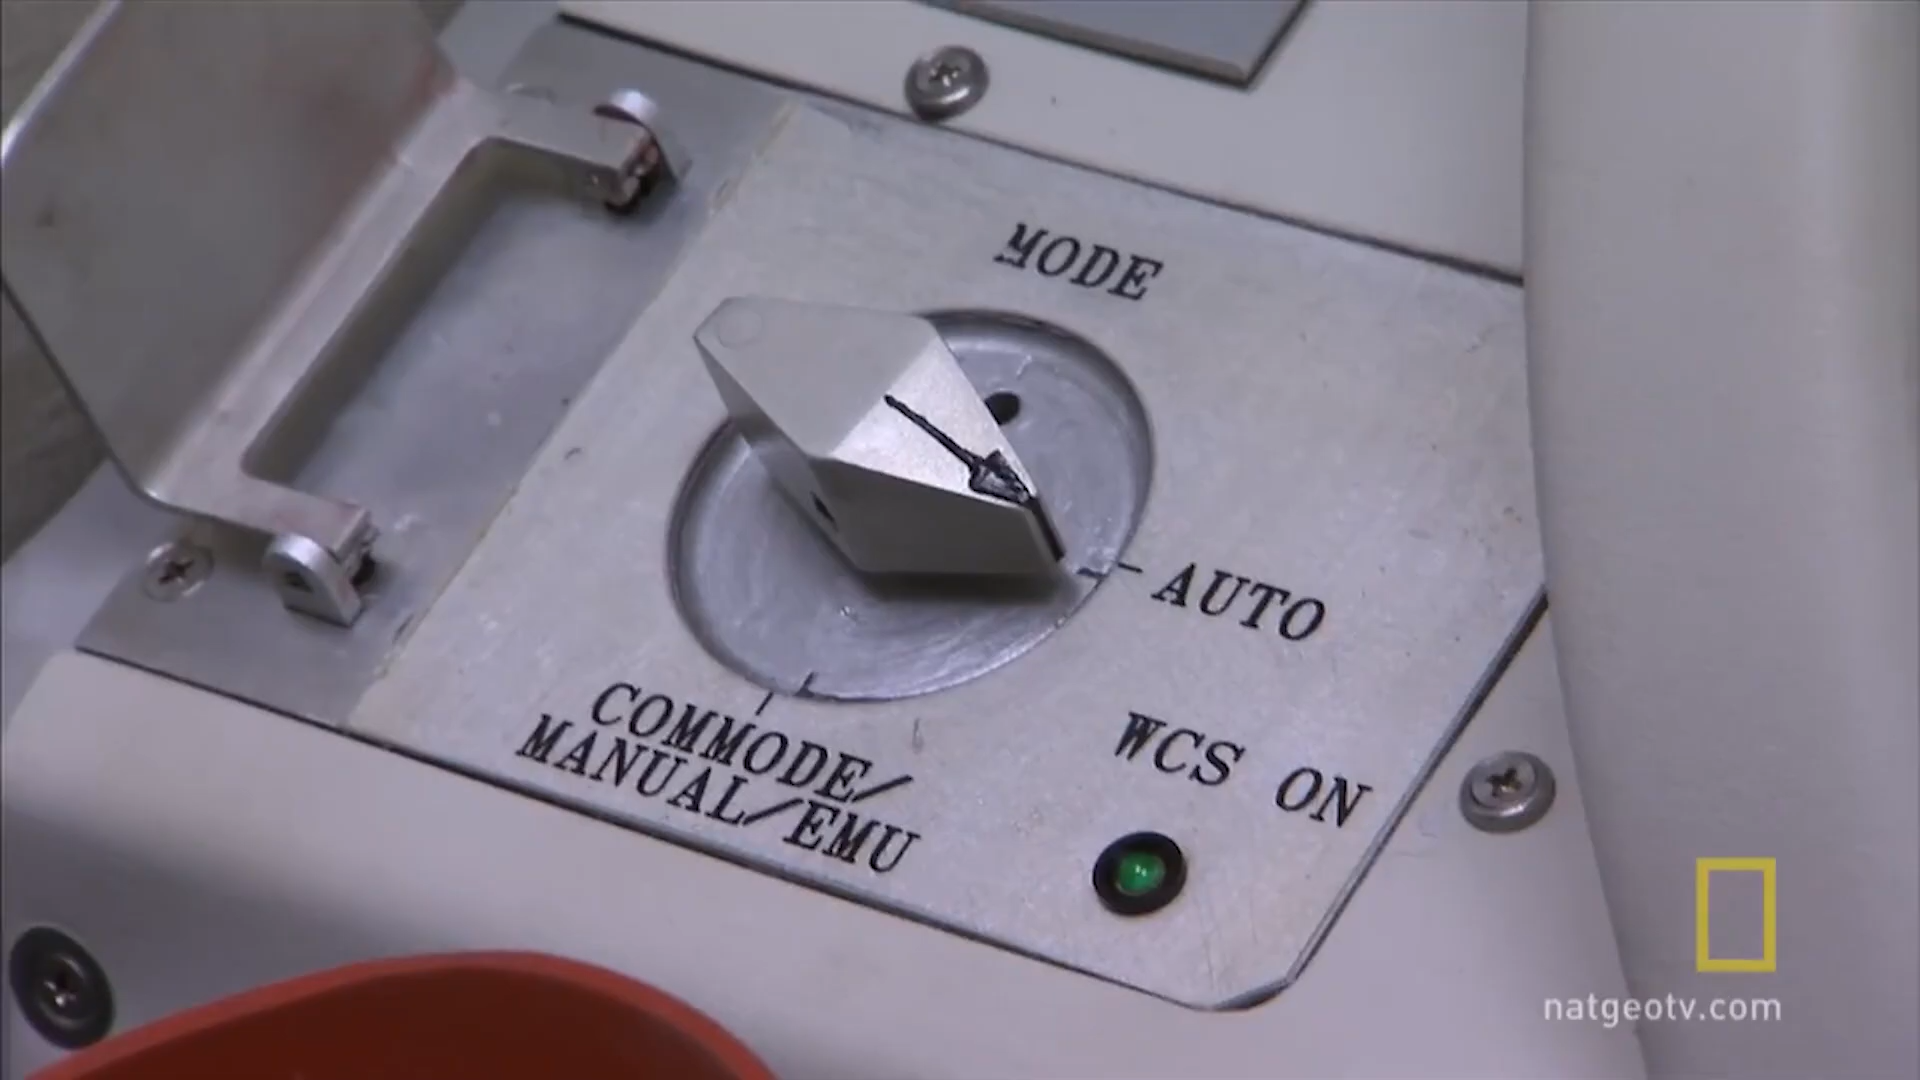 MODE
AUTO
COMMODE/
MANUAL/EMU
WCS ON
natgeotv.com